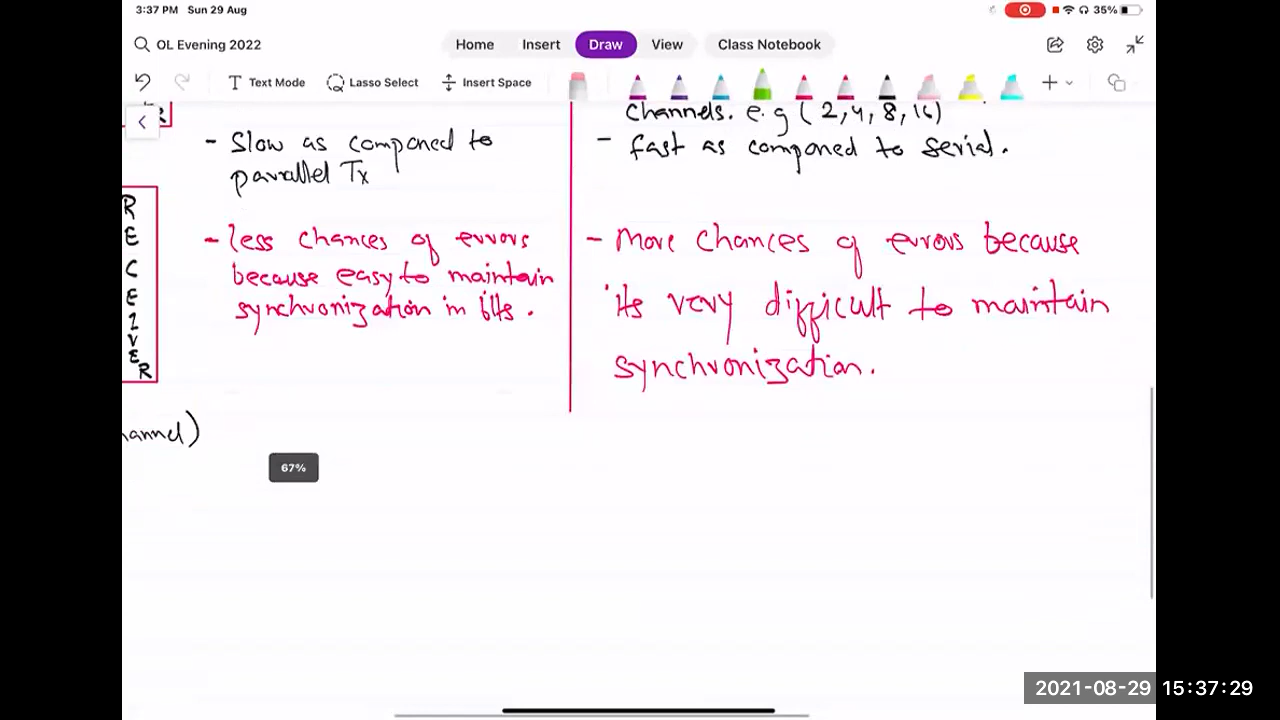 3:37 PM Sun 29 Aug
35%
OL Evening 2022
Home Insert Draw View Class Notebook
Text Mode Lasso Select Insert Space
R
channels. e.g ( 2, 4, 8, 16)
- Slow as compared to
parallel Tx
- fast as compared to serial.
R
E
C
E
I
V
E
R
- less chances of errors
because easy to maintain
synchronization in bits.
- More chances of errors because
its very difficult to maintain
synchronization.
hannel)
67%
2021-08-29 15:37:29